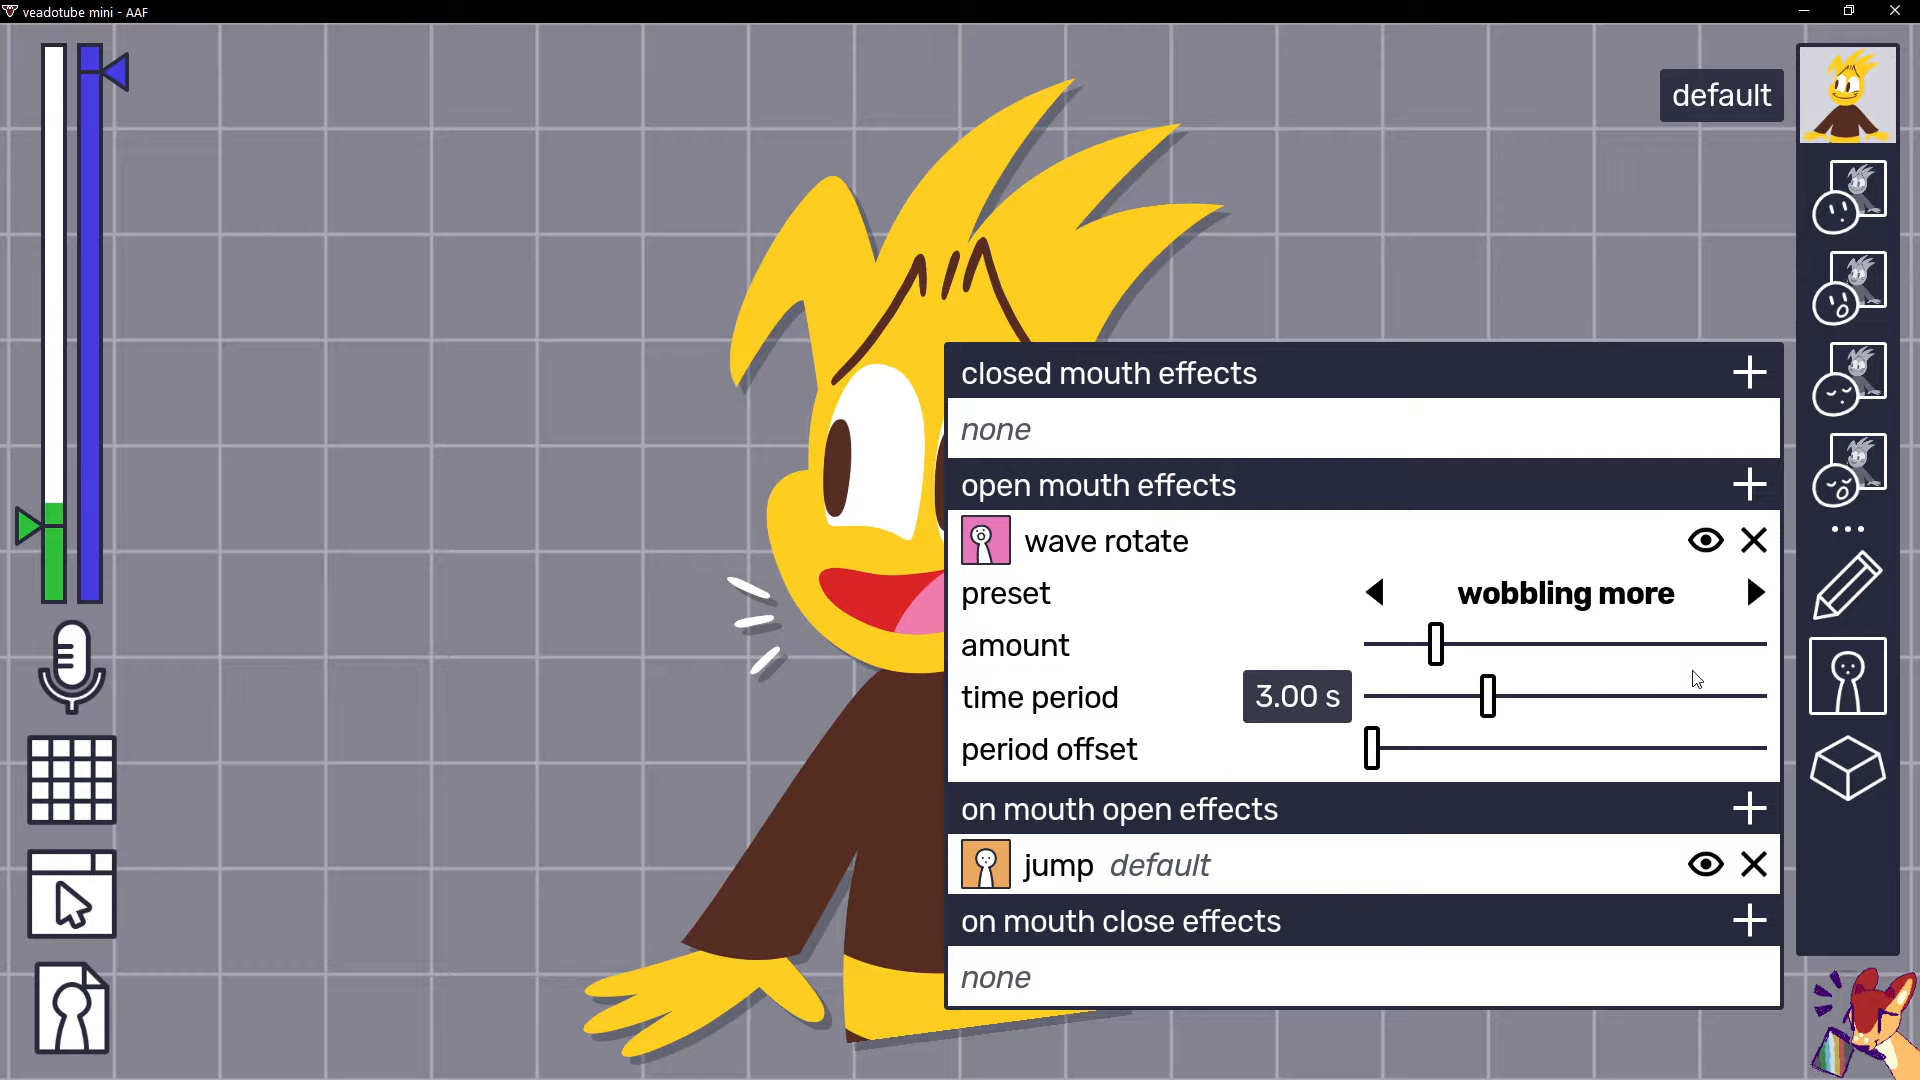 veadotube mini - AAF
default
closed mouth effects
none
open mouth effects
wave rotate
preset
wobbling more
amount
time period
3.00 s
period offset
on mouth open effects
jump default
on mouth close effects
none